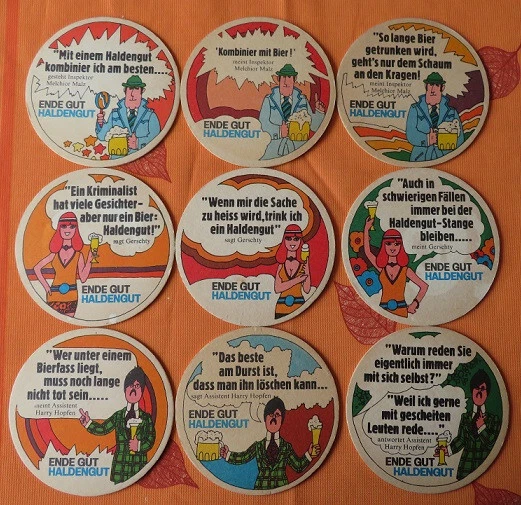 "Mit einem Haldengut
kombinier ich am besten....
gesteht Inspektor
Melchior Malz
ENDE GUT
HALDENGUT
"Kombinier mit Bier!"
meint Inspektor
Melchior Malz
ENDE GUT
HALDENGUT
"So lange Bier
getrunken wird,
geht's nur dem Schaum
an den Kragen!
meint Inspektor
Melchior Malz
ENDE GUT
HALDENGUT
"Ein Kriminalist
hat viele Gesichter-
aber nur ein Bier:
Haldengut!"
sagt Gerschty
ENDE GUT
HALDENGUT
"Wenn mir die Sache
zu heiss wird, trink ich
ein Haldengut"
sagt Gerschty
ENDE GUT
HALDENGUT
"Auch in
schwierigen Fällen
immer bei der
Haldengut-Stange
bleiben.....
meint Gerschty
ENDE GUT
HALDENGUT
"Wer unter einem
Bierfass liegt,
muss noch lange
nicht tot sein.....
meint Assistent
Harry Hopfen
ENDE GUT
HALDENGUT
"Das beste
am Durst ist,
dass man ihn löschen kann...
sagt Assistent Harry Hopfen
ENDE GUT
HALDENGUT
"Warum reden Sie
eigentlich immer
mit sich selbst?"
"Weil ich gerne
mit gescheiten
Leuten rede...."
antwortet Assistent
Harry Hopfen
ENDE GUT
HALDENGUT